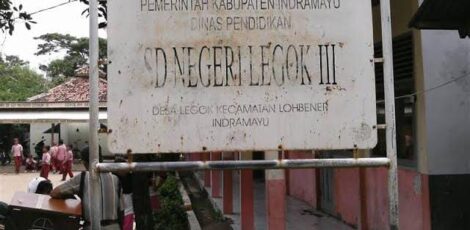 PEMERINTAH KABUPATEN INDRAMAYU
DINAS PENDIDIKAN
SD NEGERI LEGOK III
DESA LEGOK KECAMATAN LOHBENER
INDRAMAYU